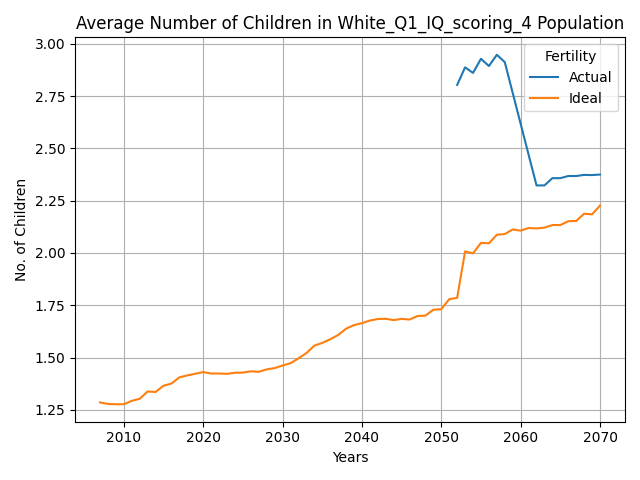 Average Number of Children in White_Q1_IQ_scoring_4 Population
Fertility
Actual
Ideal
No. of Children
3.00
2.75
2.50
2.25
2.00
1.75
1.50
1.25
2010 2020 2030 2040 2050 2060 2070
Years